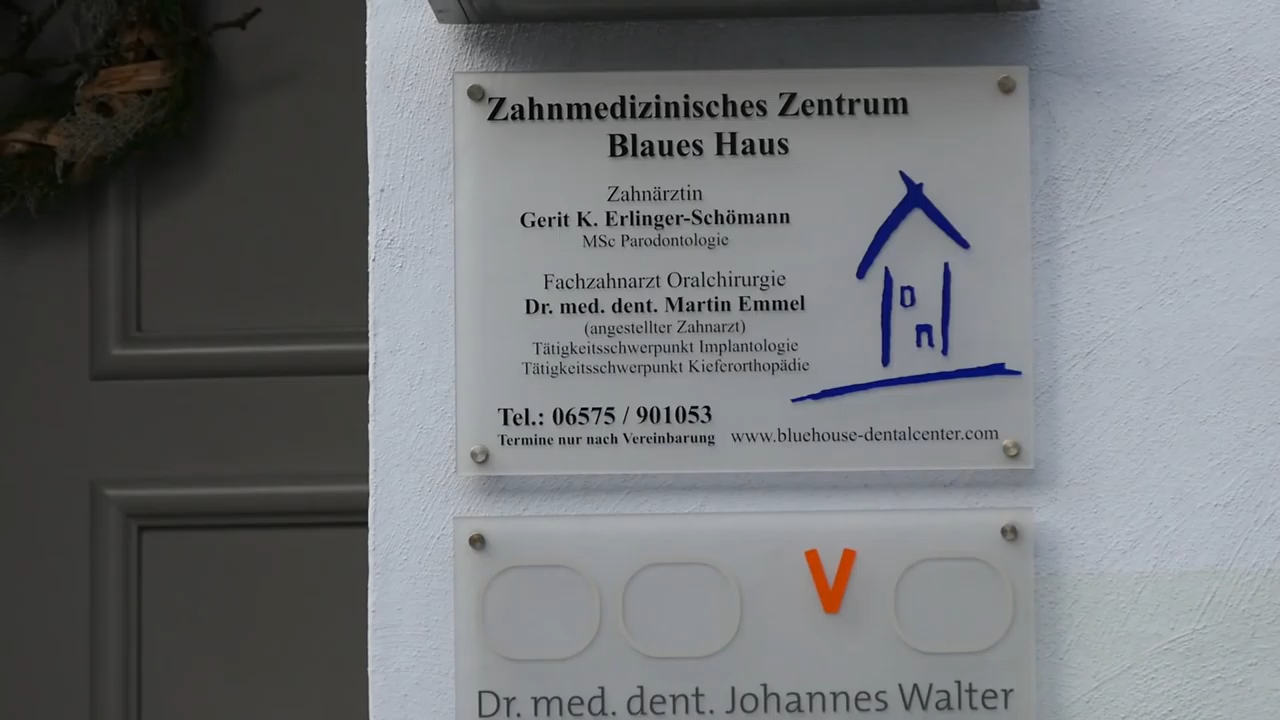 Zahnmedizinisches Zentrum
Blaues Haus
Zahnärztin
Gerit K. Erlinger-Schömann
MSc Parodontologie
Fachzahnarzt Oralchirurgie
Dr. med. dent. Martin Emmel
(angestellter Zahnarzt)
Tätigkeitsschwerpunkt Implantologie
Tätigkeitsschwerpunkt Kieferorthopädie
Tel.: 06575 / 901053
Termine nur nach Vereinbarung www.bluehouse-dentalcenter.com
V
Dr. med. dent. Johannes Walter